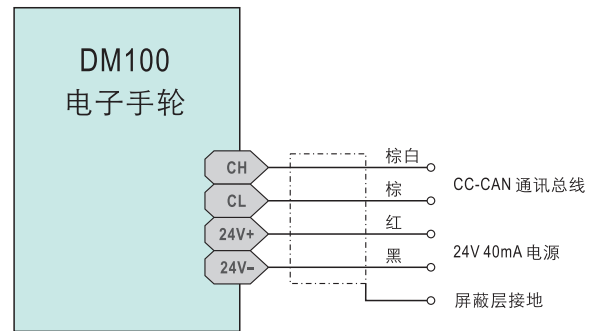 DM100
电子手轮
CH
棕白
CL
棕
CC-CAN 通讯总线
24V+
红
24V-
黑
24V 40mA 电源
屏蔽层接地